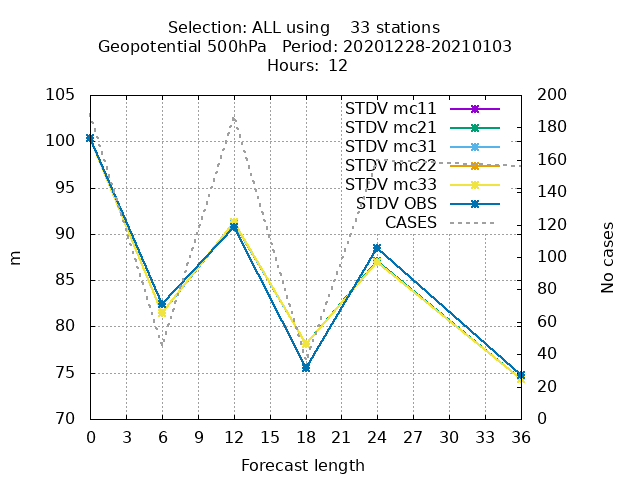 Selection: ALL using    33 stations
Geopotential 500hPa   Period: 20201228-20210103
Hours:  12
105
100
95
90
85
80
75
70
200
180
160
140
120
100
80
60
40
20
0
STDV mc11
STDV mc21
STDV mc31
STDV mc22
STDV mc33
STDV OBS
CASES
m
No cases
0 3 6 9 12 15 18 21 24 27 30 33 36
Forecast length